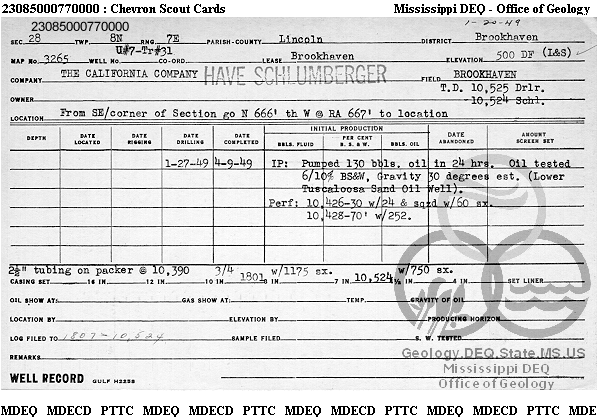 23085000770000 : Chevron Scout Cards Mississippi DEQ - Office of Geology
23085000770000 1-20-49
SEC. 28 TWP. 8N RNG. 7E PARISH-COUNTY Lincoln DISTRICT Brookhaven
U#7-Tr#31
MAP NO. 3265 WELL NO. CO-ORD. LEASE Brookhaven ELEVATION 500 DF (L&S)
COMPANY THE CALIFORNIA COMPANY HAVE SCHLUMBERGER FIELD BROOKHAVEN
T.D. 10,525 Drlr.
OWNER -10,524 Schl.
LOCATION From SE/corner of Section go N 666' th W @ RA 667' to location
DEPTH DATE LOCATED DATE RIGGING DATE DRILLING DATE COMPLETED INITIAL PRODUCTION BBLS. FLUID PER CENT B. S. & W. BBLS. OIL DATE ABANDONED AMOUNT SCREEN SET
1-27-49 4-9-49 IP: Pumped 130 bbls. oil in 24 hrs. Oil tested
6/10% BS&W, Gravity 30 degrees est. (Lower
Tuscaloosa Sand Oil Well).
Perf: 10,426-30 w/24 & sqzd w/60 sx.
10,428-70' w/252.
2½" tubing on packer @ 10,390 3/4 1801 w/1175 sx. 10,524 w/750 sx.
CASING SET 16 IN 12 IN 10 IN 8 IN 7 IN IN SET LINER
OIL SHOW AT: GAS SHOW AT: TEMP. GRAVITY OF OIL
LOCATION BY ELEVATION BY PRODUCING HORIZON
LOG FILED TO 1807-10,524 SAMPLE FILED S. W. TESTED
REMARKS
Geology.DEQ.State.MS.US
Mississippi DEQ
Office of Geology
WELL RECORD GULF H2258
MDEQ MDECD PTTC MDEQ MDECD PTTC MDEQ MDECD PTTC MDEQ MDECD PTTC